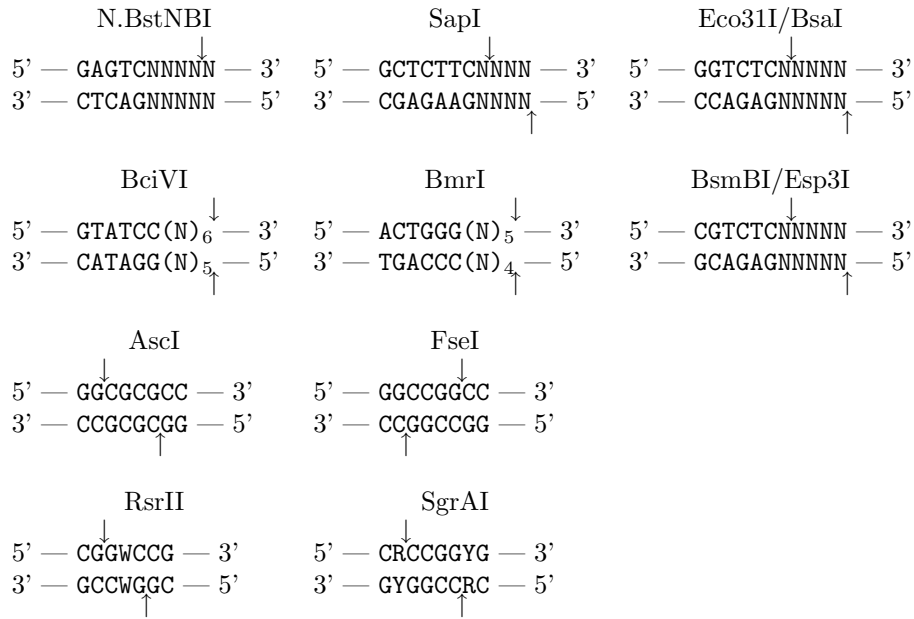 N.BstNBI SapI Eco31I/BsaI
↓ ↓ ↓
5’ — GAGTCNNNNN — 3’ 5’ — GCTCTTCNNNN — 3’ 5’ — GGTCTCNNNNN — 3’
3’ — CTCAGNNNNN — 5’ 3’ — CGAGAAGNNNN — 5’ 3’ — CCAGAGNNNNN — 5’
↑ ↑
BciVI BmrI BsmBI/Esp3I
↓ ↓ ↓
5’ — GTATCC(N)₆ — 3’ 5’ — ACTGGG(N)₅ — 3’ 5’ — CGTCTCNNNNN — 3’
3’ — CATAGG(N)₅ — 5’ 3’ — TGACCC(N)₄ — 5’ 3’ — GCAGAGNNNNN — 5’
↑ ↑ ↑
AscI FseI
↓ ↓
5’ — GGCGCGCC — 3’ 5’ — GGCCGGCC — 3’
3’ — CCGCGCGG — 5’ 3’ — CCGGCCGG — 5’
↑ ↑
RsrII SgrAI
↓ ↓
5’ — CGGWCCG — 3’ 5’ — CRCCGGYG — 3’
3’ — GCCWGGC — 5’ 3’ — GYGGCCRC — 5’
↑ ↑